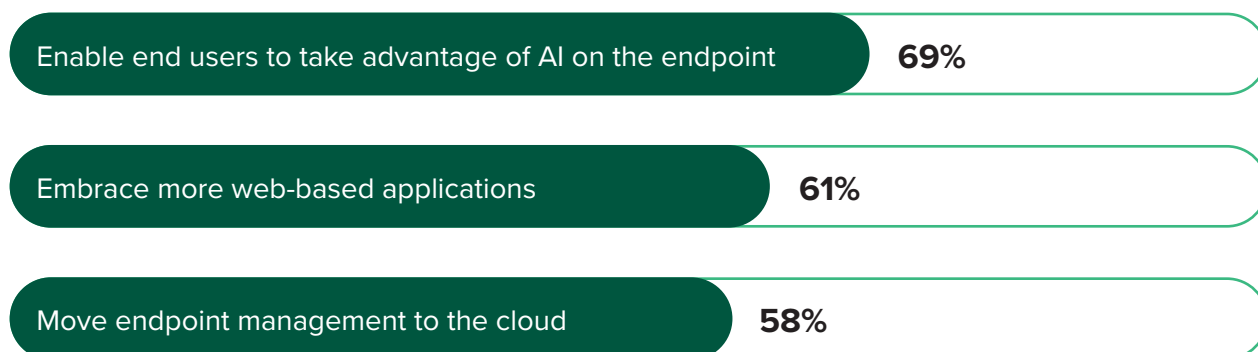 Enable end users to take advantage of AI on the endpoint 69%
Embrace more web-based applications 61%
Move endpoint management to the cloud 58%